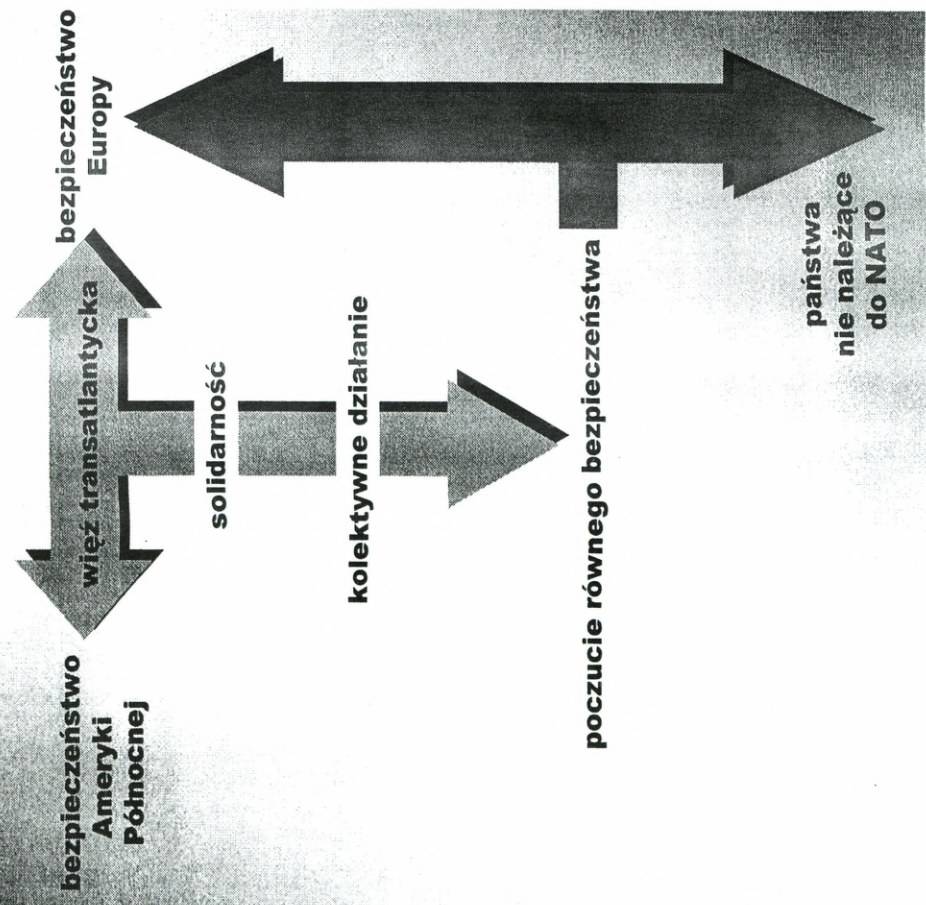 bezpieczeństwo
Ameryki
Północnej
więź transatlantycka
bezpieczeństwo
Europy
solidarność
kolektywne działanie
poczucie równego bezpieczeństwa
państwa
nie należące
do NATO